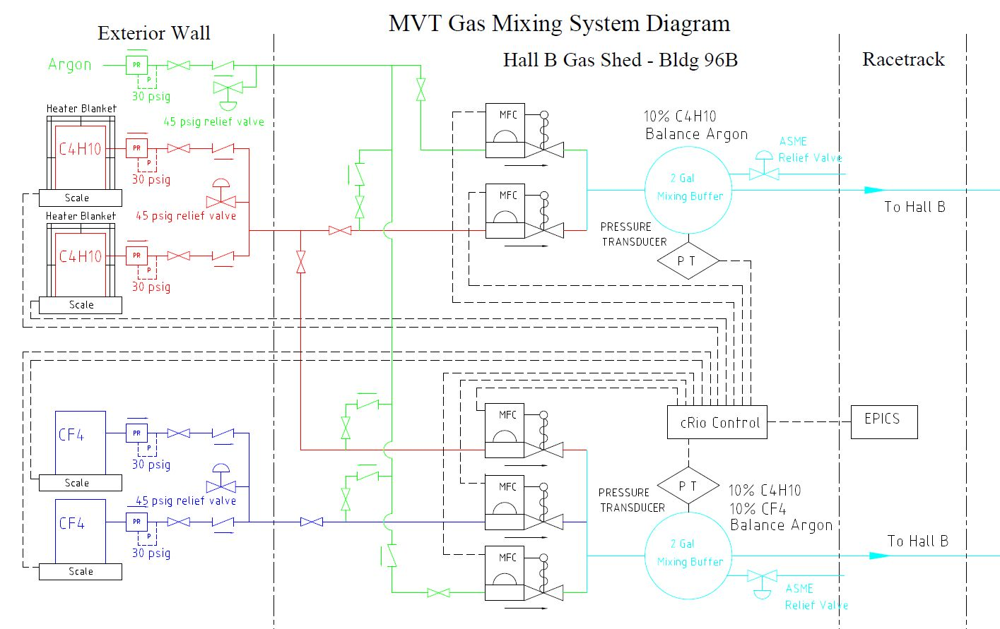 MVT Gas Mixing System Diagram
Exterior Wall
Hall B Gas Shed - Bldg 96B
Racetrack
Argon
PR
P
30 psig
45 psig relief valve
Heater Blanket
C4H10
PR
P
30 psig
Scale
45 psig relief valve
Heater Blanket
C4H10
PR
P
30 psig
Scale
MFC
MFC
10% C4H10
Balance Argon
ASME
Relief Valve
2 Gal
Mixing Buffer
To Hall B
PRESSURE
TRANSDUCER
P T
CF4
PR
P
30 psig
Scale
45 psig relief valve
CF4
PR
P
30 psig
Scale
MFC
MFC
MFC
cRio Control
EPICS
PRESSURE
TRANSDUCER
P T
10% C4H10
10% CF4
Balance Argon
2 Gal
Mixing Buffer
To Hall B
ASME
Relief Valve